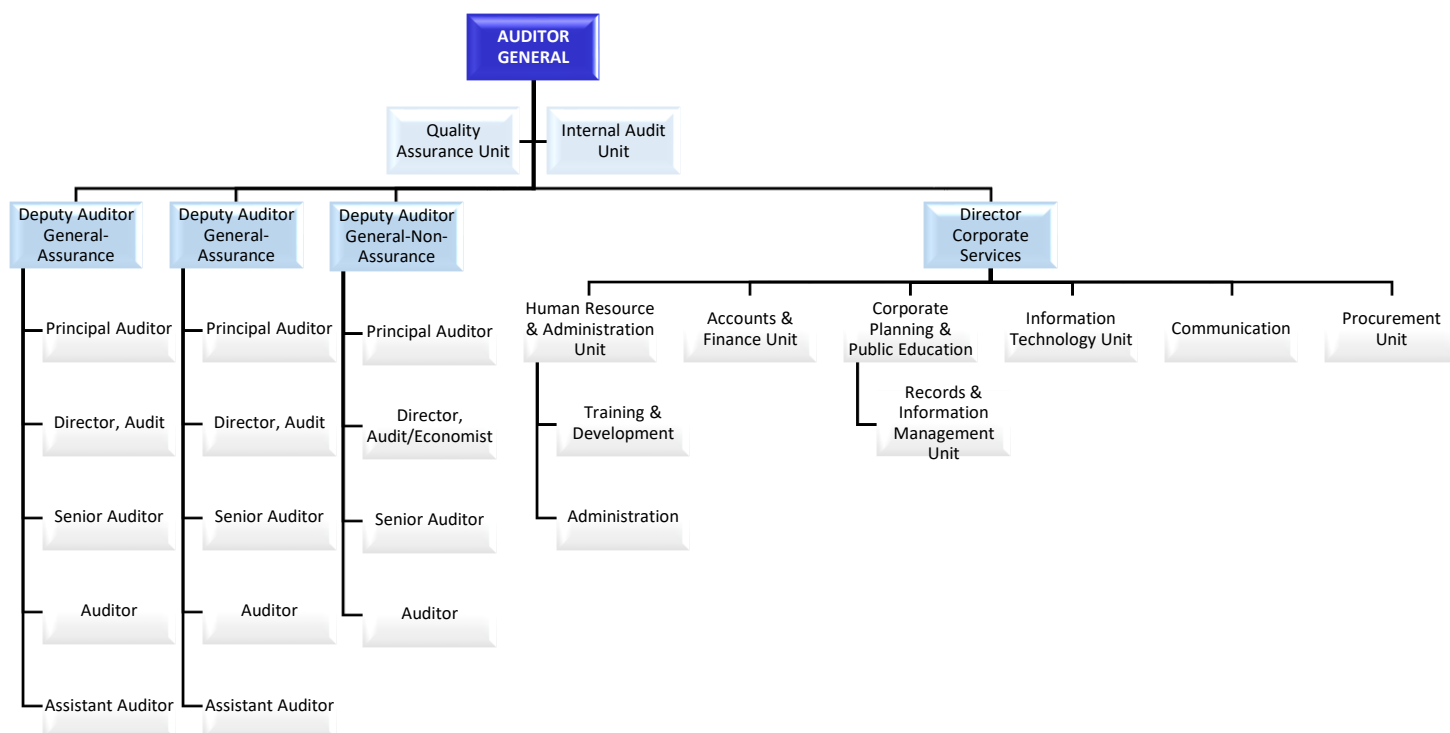 AUDITOR
GENERAL
Quality
Assurance Unit
Internal Audit
Unit
Deputy Auditor
General-
Assurance
Deputy Auditor
General-
Assurance
Deputy Auditor
General-Non-
Assurance
Director
Corporate
Services
Principal Auditor
Director, Audit
Senior Auditor
Auditor
Assistant Auditor
Principal Auditor
Director, Audit
Senior Auditor
Auditor
Assistant Auditor
Principal Auditor
Director,
Audit/Economist
Senior Auditor
Auditor
Human Resource
& Administration
Unit
Training &
Development
Administration
Accounts &
Finance Unit
Corporate
Planning &
Public Education
Records &
Information
Management
Unit
Information
Technology Unit
Communication
Procurement
Unit